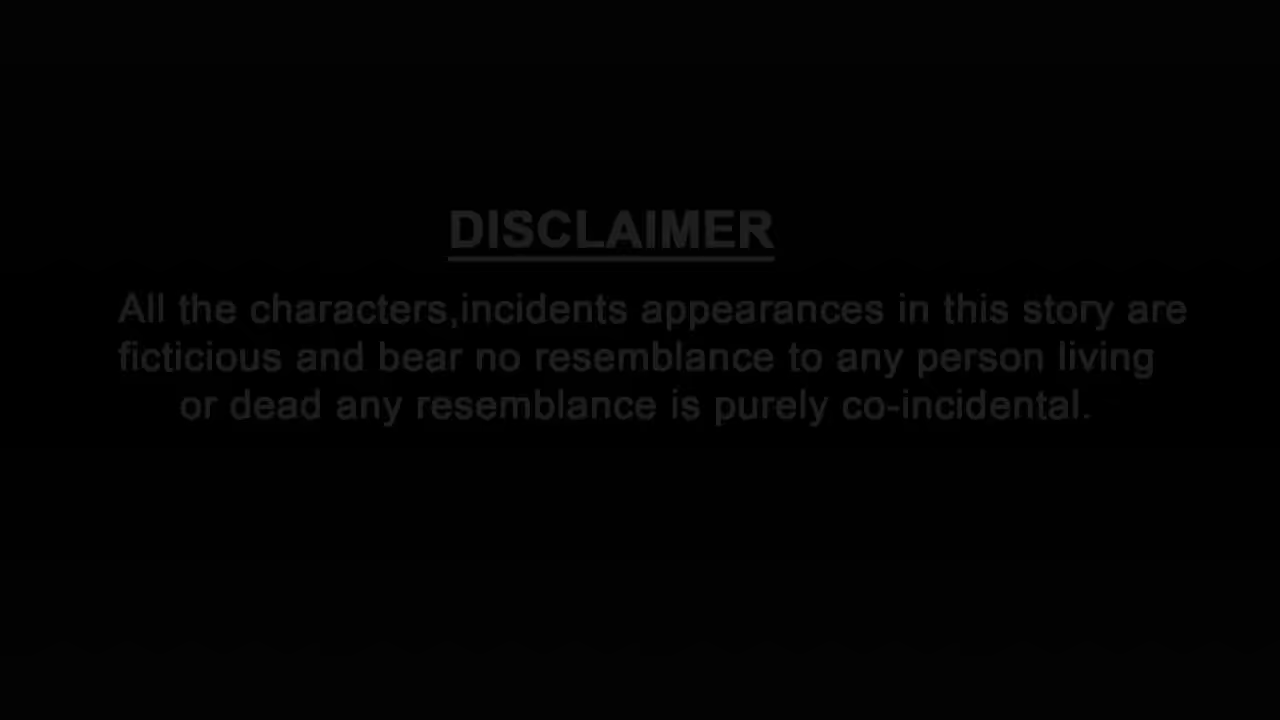 DISCLAIMER
All the characters,incidents appearances in this story are
ficticious and bear no resemblance to any person living
or dead any resemblance is purely co-incidental.